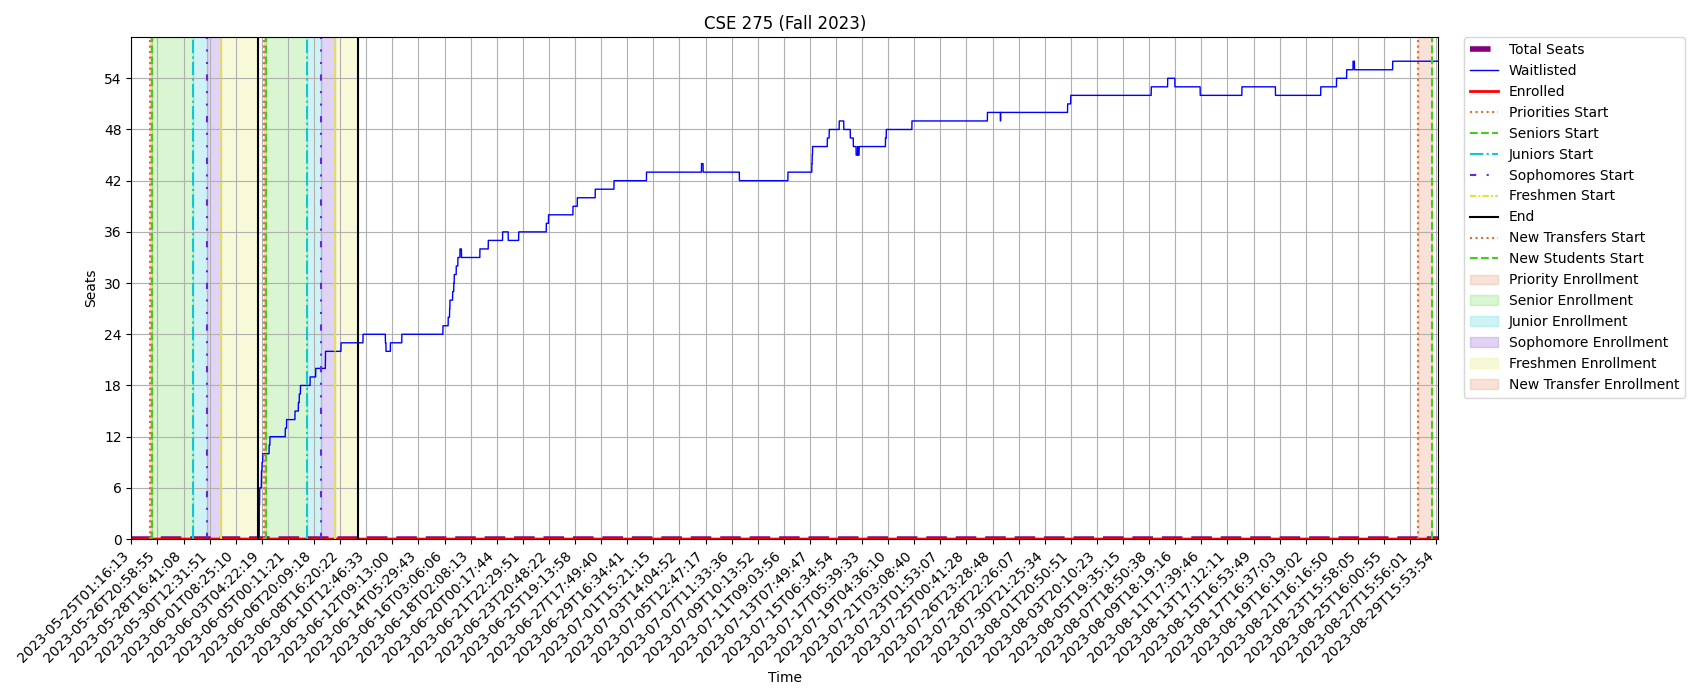 CSE 275 (Fall 2023)
Seats
54
48
42
36
30
24
18
12
6
0
2023-05-25T01:16:13
2023-05-26T20:58:55
2023-05-28T16:41:08
2023-05-30T12:31:51
2023-06-01T08:25:10
2023-06-03T04:22:19
2023-06-05T00:11:21
2023-06-06T20:09:18
2023-06-08T16:20:22
2023-06-10T12:46:33
2023-06-12T09:13:00
2023-06-14T05:29:43
2023-06-16T03:06:06
2023-06-18T02:08:13
2023-06-20T00:17:44
2023-06-21T22:29:51
2023-06-23T20:48:22
2023-06-25T19:13:58
2023-06-27T17:49:40
2023-06-29T16:34:41
2023-07-01T15:21:15
2023-07-03T14:04:52
2023-07-05T12:47:17
2023-07-07T11:33:36
2023-07-09T10:13:52
2023-07-11T09:03:56
2023-07-13T07:49:47
2023-07-15T06:34:54
2023-07-17T05:39:33
2023-07-19T04:36:10
2023-07-21T03:08:40
2023-07-23T01:53:07
2023-07-25T00:41:28
2023-07-26T23:28:48
2023-07-28T22:26:07
2023-07-30T21:25:34
2023-08-01T20:50:51
2023-08-03T20:10:23
2023-08-05T19:35:15
2023-08-07T18:50:38
2023-08-09T18:19:16
2023-08-11T17:39:46
2023-08-13T17:12:11
2023-08-15T16:53:49
2023-08-17T16:37:03
2023-08-19T16:19:02
2023-08-21T16:16:50
2023-08-23T15:58:05
2023-08-25T16:00:55
2023-08-27T15:56:01
2023-08-29T15:53:54
Time
Total Seats
Waitlisted
Enrolled
Priorities Start
Seniors Start
Juniors Start
Sophomores Start
Freshmen Start
End
New Transfers Start
New Students Start
Priority Enrollment
Senior Enrollment
Junior Enrollment
Sophomore Enrollment
Freshmen Enrollment
New Transfer Enrollment